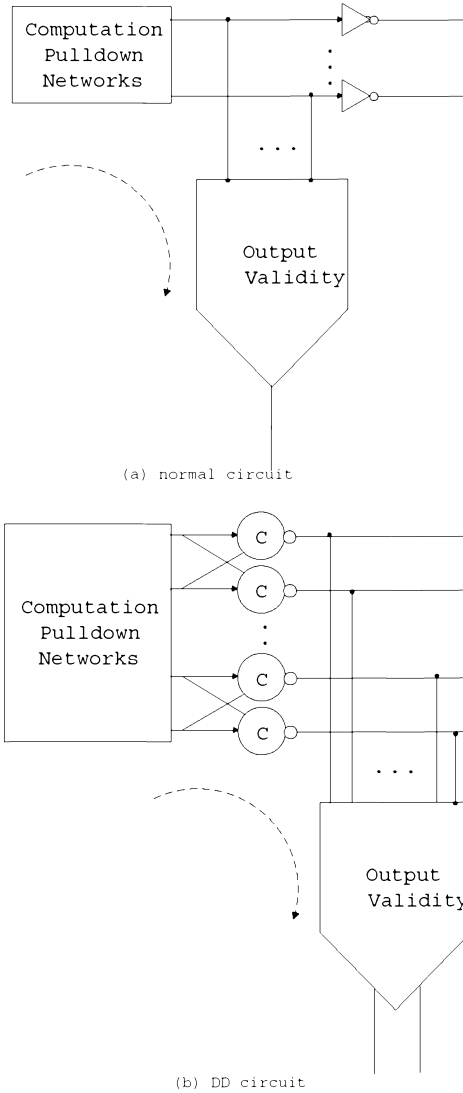 Computation
Pulldown
Networks
Output
Validity
(a) normal circuit
C
C
Computation
Pulldown
Networks
C
C
Output
Validity
(b) DD circuit